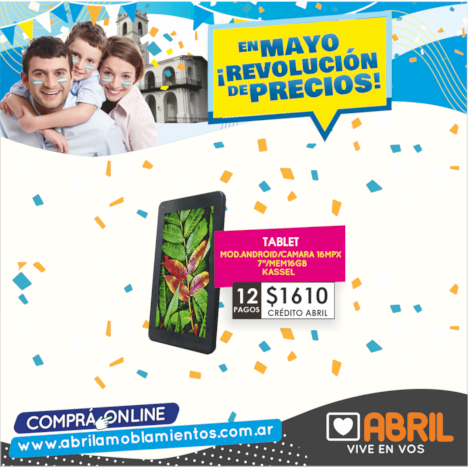 EN MAYO
¡REVOLUCIÓN
DE PRECIOS!
TABLET
MOD.ANDROID/CAMARA 16MPX
7"/MEM16GB
KASSEL
12 PAGOS
$1610
CRÉDITO ABRIL
COMPRÁ ONLINE
www.abrilamoblamientos.com.ar
ABRIL
VIVE EN VOS